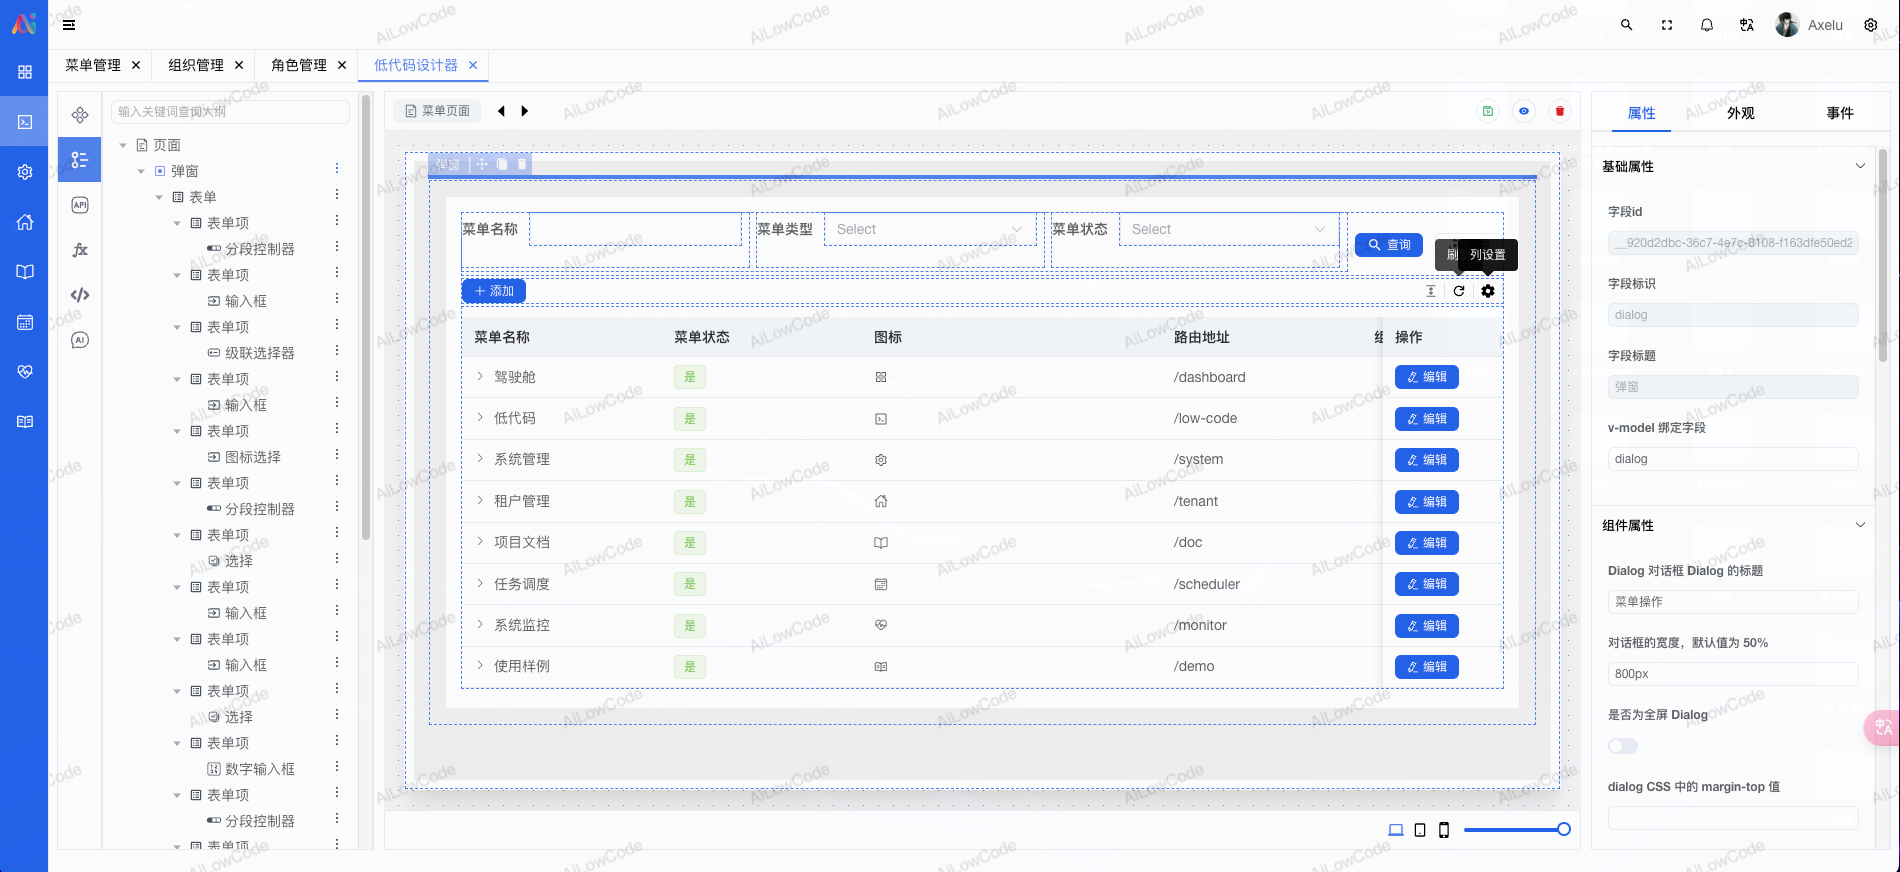 Axelu
菜单管理
组织管理
角色管理
低代码设计器
输入关键词查询大纲
页面
弹窗
表单
表单项
分段控制器
表单项
输入框
表单项
级联选择器
表单项
输入框
表单项
图标选择
表单项
分段控制器
表单项
选择
表单项
输入框
表单项
输入框
表单项
选择
表单项
数字输入框
表单项
分段控制器
表单项
API
AI
菜单页面
弹窗
菜单名称
菜单类型 Select
菜单状态 Select
查询
列设置
添加
菜单名称 菜单状态 图标 路由地址 操作
驾驶舱 是 /dashboard 编辑
低代码 是 /low-code 编辑
系统管理 是 /system 编辑
租户管理 是 /tenant 编辑
项目文档 是 /doc 编辑
任务调度 是 /scheduler 编辑
系统监控 是 /monitor 编辑
使用样例 是 /demo 编辑
属性 外观 事件
基础属性
字段id
__920d2dbc-36c7-4e7c-8108-f163dfe50ed2
字段标识
dialog
字段标题
弹窗
v-model 绑定字段
dialog
组件属性
Dialog 对话框 Dialog 的标题
菜单操作
对话框的宽度，默认值为 50%
800px
是否为全屏 Dialog
dialog CSS 中的 margin-top 值
AiLowCode